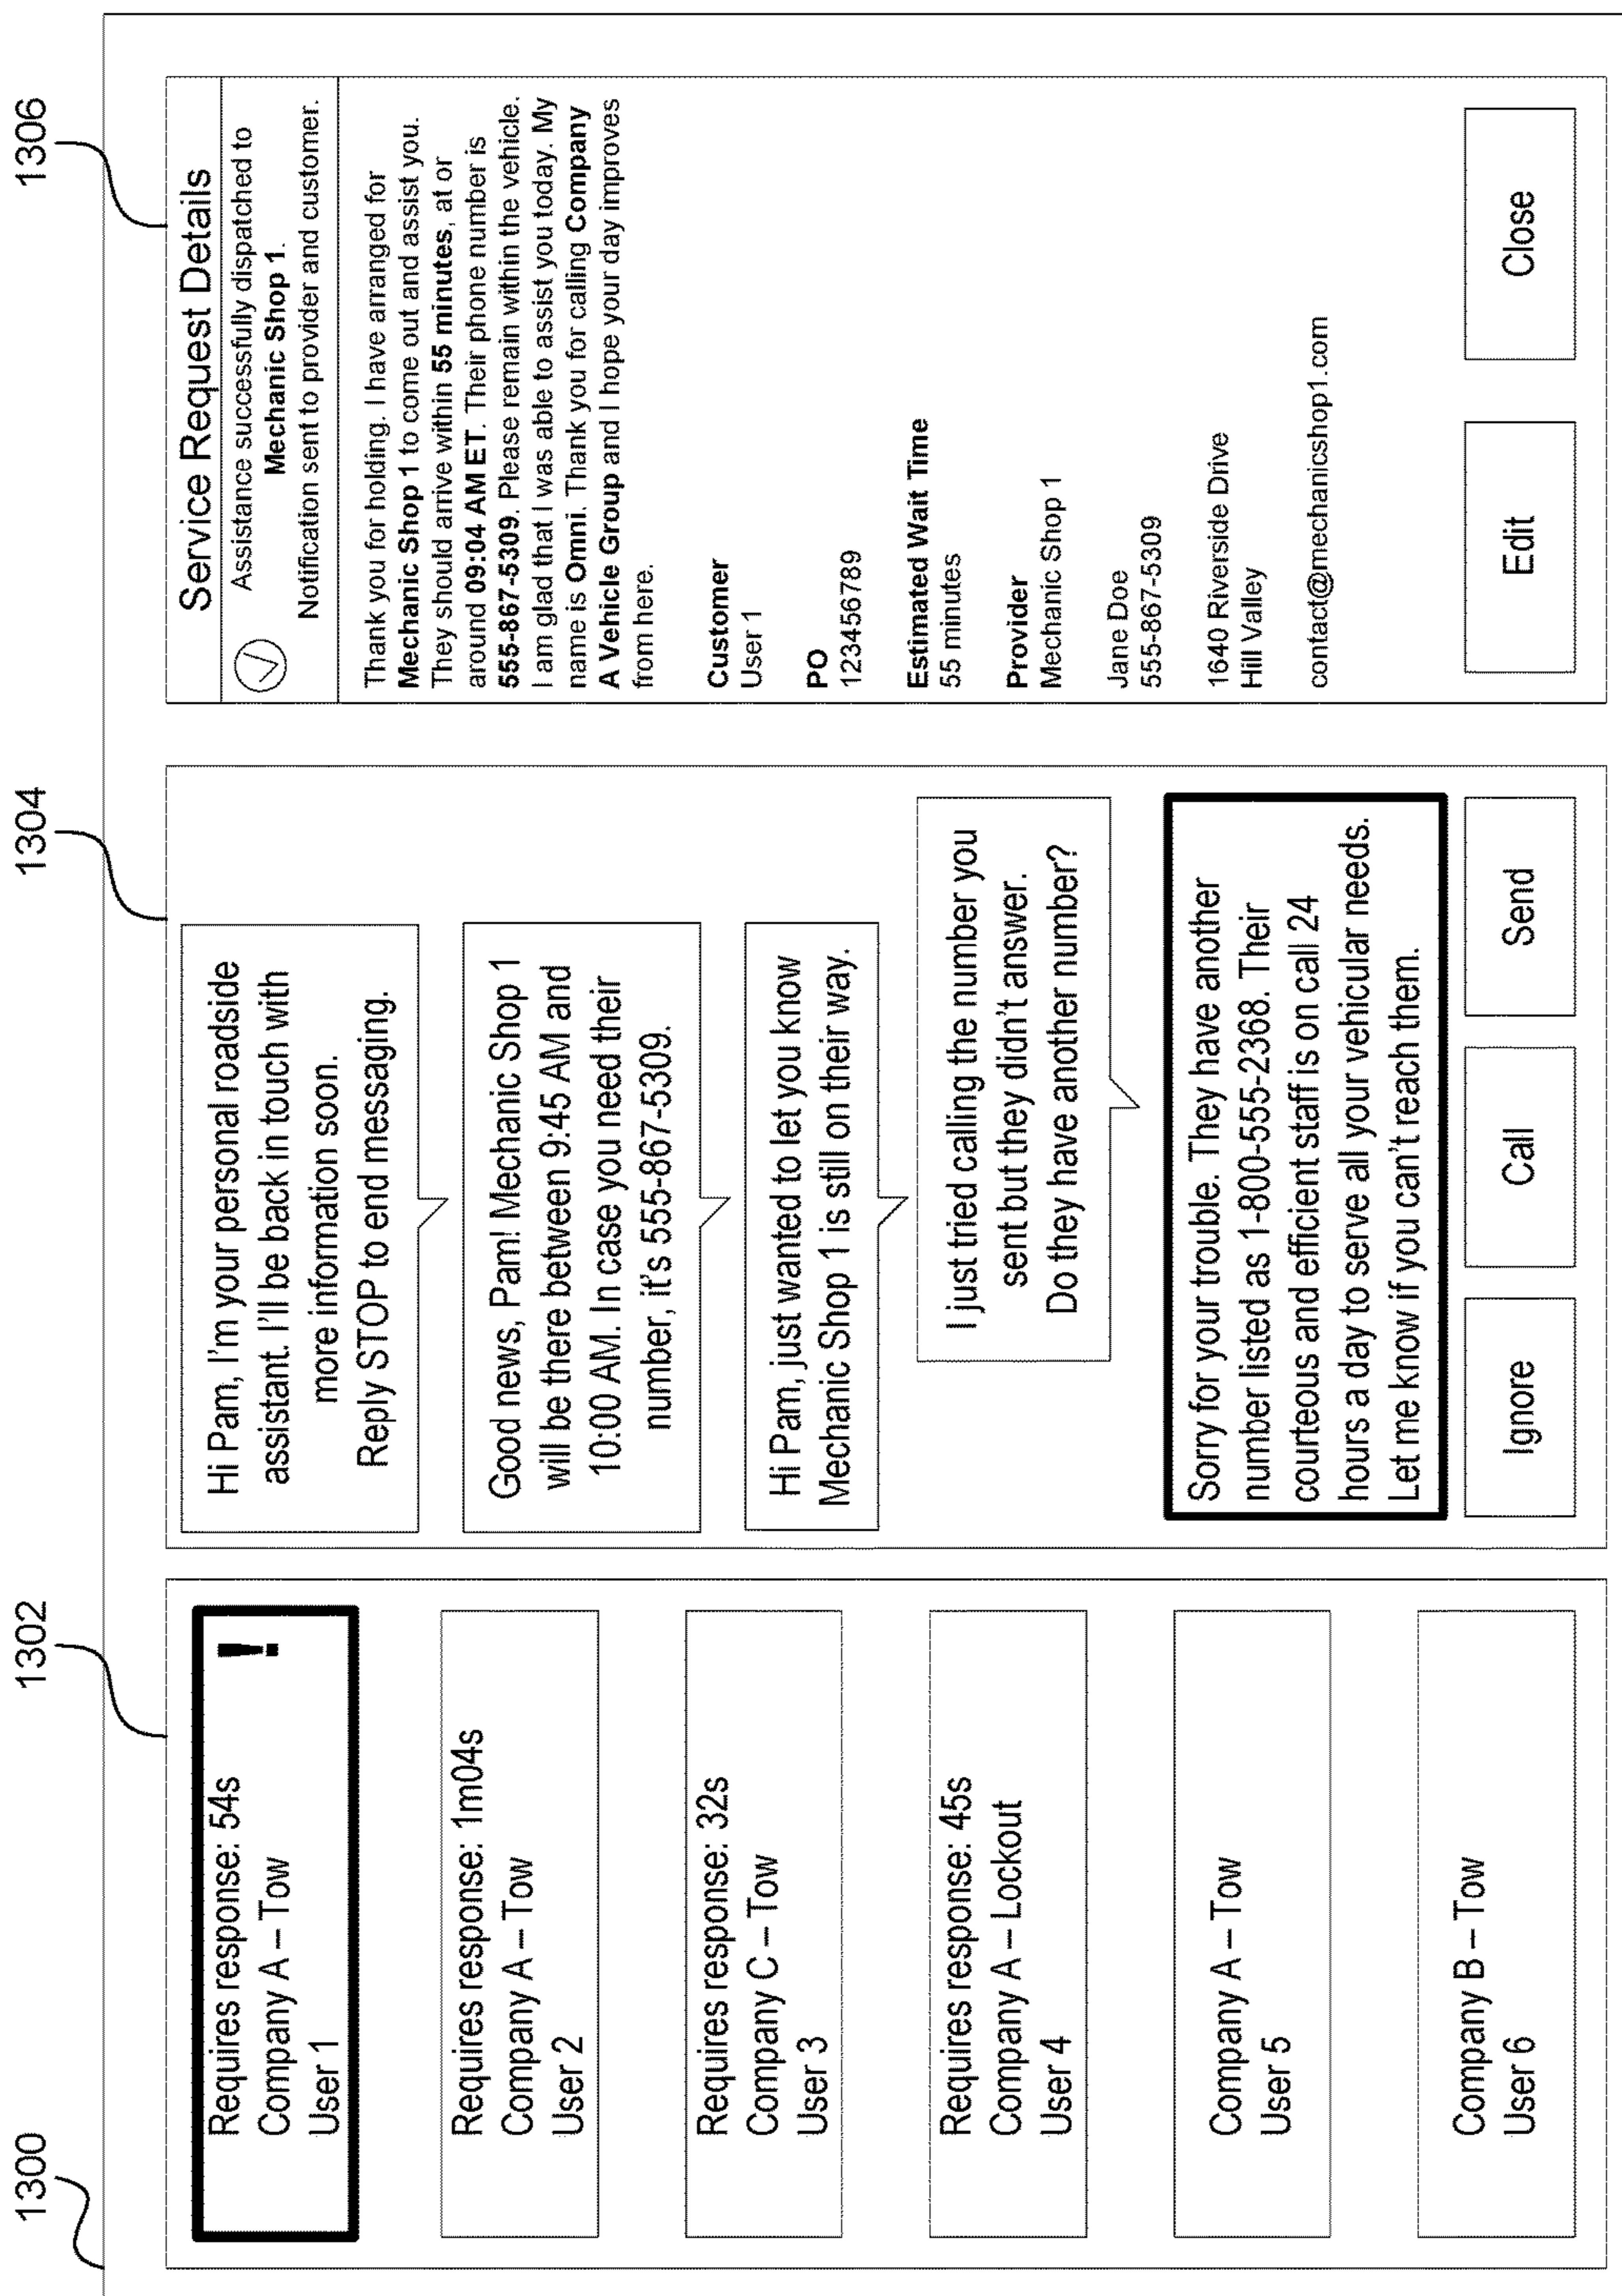 1300
1302
1304
1306
Requires response: 54s
!
Company A – Tow
User 1
Requires response: 1m04s
Company A – Tow
User 2
Requires response: 32s
Company C – Tow
User 3
Requires response: 45s
Company A – Lockout
User 4
Company A – Tow
User 5
Company B – Tow
User 6
Hi Pam, I'm your personal roadside
assistant. I'll be back in touch with
more information soon.
Reply STOP to end messaging.
Good news, Pam! Mechanic Shop 1
will be there between 9:45 AM and
10:00 AM. In case you need their
number, it's 555-867-5309.
Hi Pam, just wanted to let you know
Mechanic Shop 1 is still on their way.
I just tried calling the number you
sent but they didn't answer.
Do they have another number?
Sorry for your trouble. They have another
number listed as 1-800-555-2368. Their
courteous and efficient staff is on call 24
hours a day to serve all your vehicular needs.
Let me know if you can't reach them.
Ignore
Call
Send
Service Request Details
Assistance successfully dispatched to
Mechanic Shop 1.
Notification sent to provider and customer.
Thank you for holding. I have arranged for
Mechanic Shop 1 to come out and assist you.
They should arrive within 55 minutes, at or
around 09:04 AM ET. Their phone number is
555-867-5309. Please remain within the vehicle.
I am glad that I was able to assist you today. My
name is Omni. Thank you for calling Company
A Vehicle Group and I hope your day improves
from here.
Customer
User 1
PO
123456789
Estimated Wait Time
55 minutes
Provider
Mechanic Shop 1
Jane Doe
555-867-5309
1640 Riverside Drive
Hill Valley
contact@mechanicshop1.com
Edit
Close